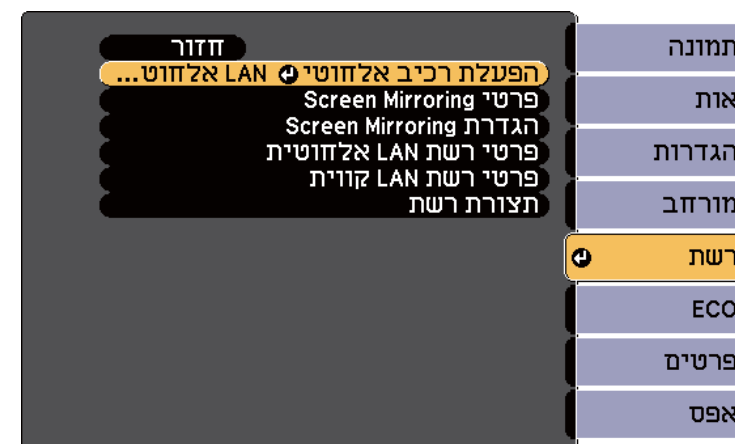 תמונה
אות
הגדרות
מורחב
רשת
ECO
פרטים
אפס
חזור
הפעלת רכיב אלחוטי LAN אלחוט...
פרטי Screen Mirroring
הגדרת Screen Mirroring
פרטי רשת LAN אלחוטית
פרטי רשת LAN קווית
תצורת רשת